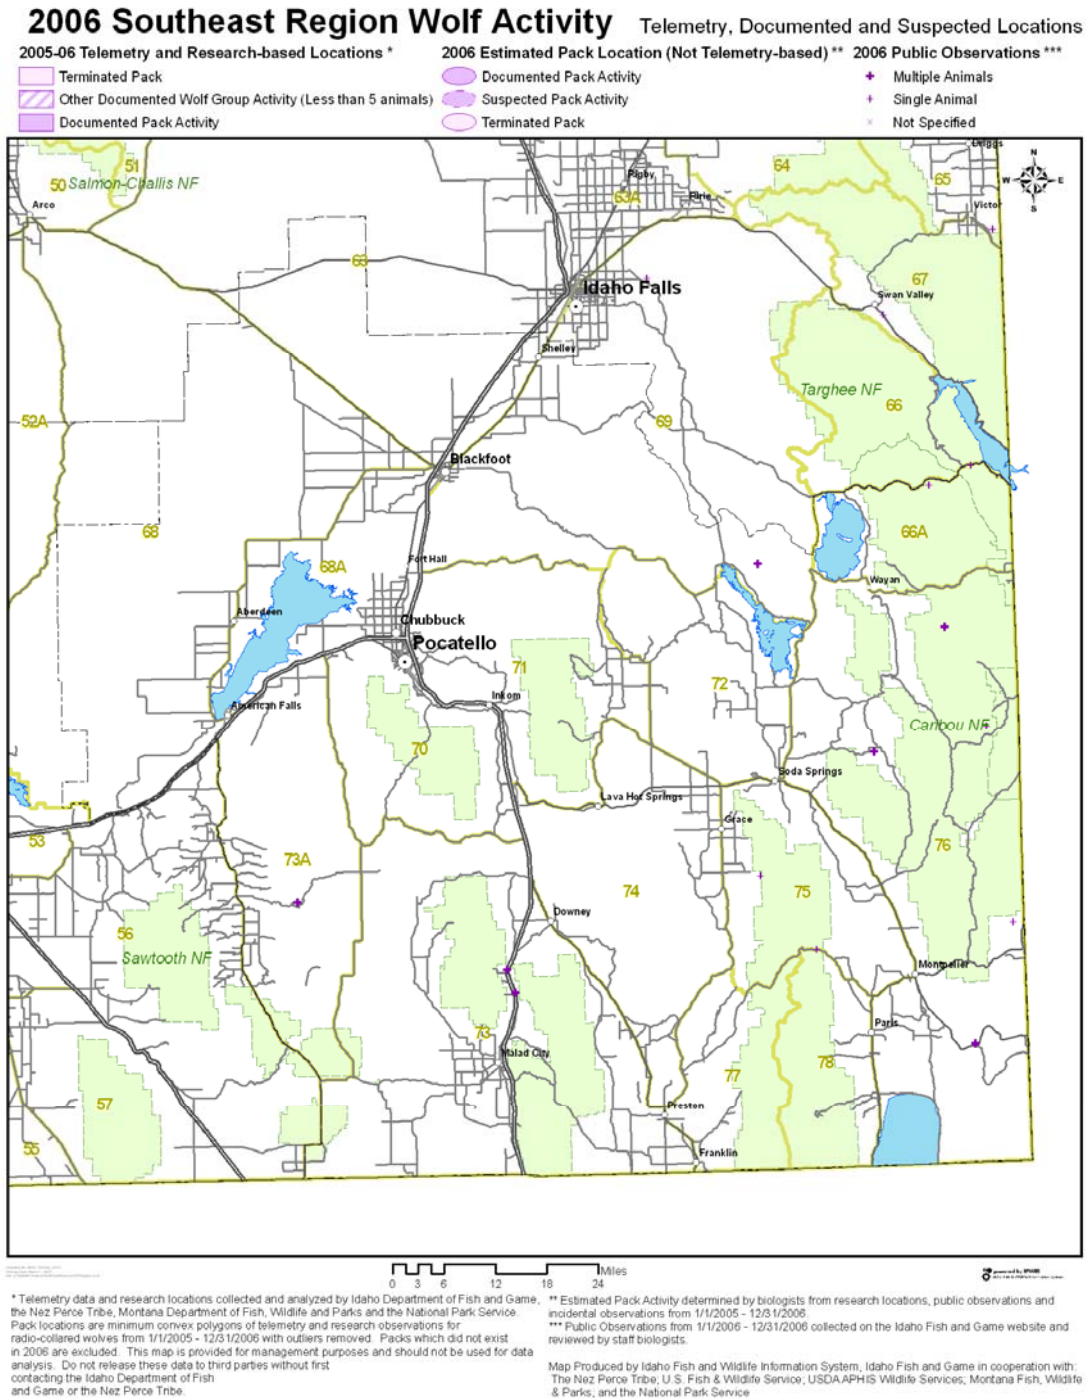 2006 Southeast Region Wolf Activity Telemetry, Documented and Suspected Locations
2005-06 Telemetry and Research-based Locations *
Terminated Pack
Other Documented Wolf Group Activity (Less than 5 animals)
Documented Pack Activity
2006 Estimated Pack Location (Not Telemetry-based) **
Documented Pack Activity
Suspected Pack Activity
Terminated Pack
2006 Public Observations ***
Multiple Animals
Single Animal
Not Specified
Driggs
N
W E
S
51
50 Salmon-Challis NF
64
65
Rigby
63A
Ririe
Arco
Victor
63
67
Idaho Falls
Swan Valley
Shelley
Targhee NF
66
52A
69
Blackfoot
68
66A
Fort Hall
68A
Wayan
Aberdeen
Chubbuck
Pocatello
71
72
Inkom
American Falls
Caribou NF
70
Soda Springs
Lava Hot Springs
Grace
53
76
73A
74
75
Downey
56
Sawtooth NF
Montpelier
Paris
73
Malad City
78
77
57
Preston
55
Franklin
Miles
0 3 6 12 18 24
* Telemetry data and research locations collected and analyzed by Idaho Department of Fish and Game,
the Nez Perce Tribe, Montana Department of Fish, Wildlife and Parks and the National Park Service.
Pack locations are minimum convex polygons of telemetry and research observations for
radio-collared wolves from 1/1/2005 - 12/31/2006 with outliers removed. Packs which did not exist
in 2006 are excluded. This map is provided for management purposes and should not be used for data
analysis. Do not release these data to third parties without first
contacting the Idaho Department of Fish
and Game or the Nez Perce Tribe.
** Estimated Pack Activity determined by biologists from research locations, public observations and
incidental observations from 1/1/2005 - 12/31/2006.
*** Public Observations from 1/1/2006 - 12/31/2006 collected on the Idaho Fish and Game website and
reviewed by staff biologists.
Map Produced by Idaho Fish and Wildlife Information System, Idaho Fish and Game in cooperation with:
The Nez Perce Tribe; U.S. Fish & Wildlife Service; USDA APHIS Wildlife Services; Montana Fish, Wildlife
& Parks; and the National Park Service